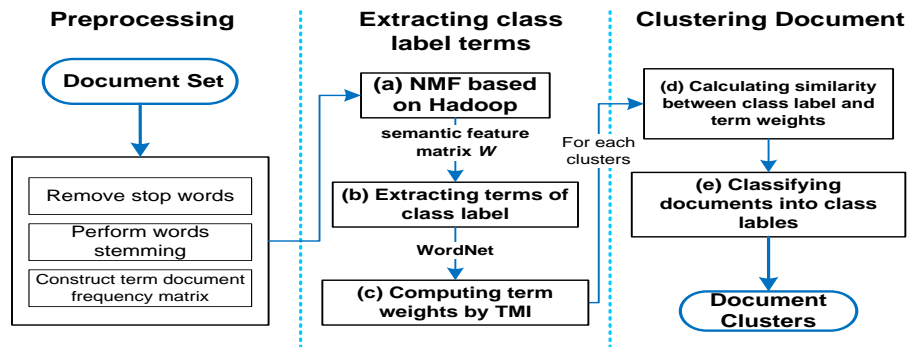 Preprocessing
Document Set
Remove stop words
Perform words
stemming
Construct term document
frequency matrix
Extracting class
label terms
(a) NMF based
on Hadoop
semantic feature
matrix W
(b) Extracting terms of
class label
WordNet
(c) Computing term
weights by TMI
For each
clusters
Clustering Document
(d) Calculating similarity
between class label and
term weights
(e) Classifying
documents into class
lables
Document
Clusters